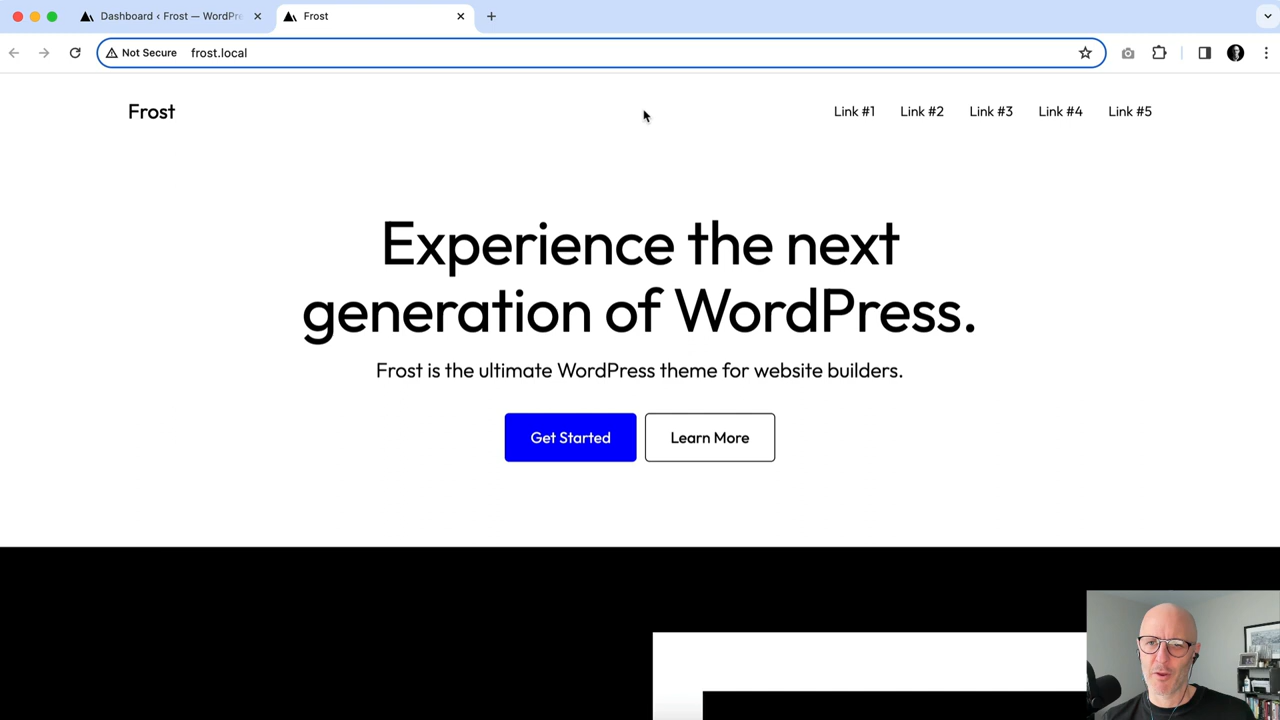 Dashboard ‹ Frost — WordPre
Frost
Not Secure
frost.local
Frost
Link #1
Link #2
Link #3
Link #4
Link #5
Experience the next
generation of WordPress.
Frost is the ultimate WordPress theme for website builders.
Get Started
Learn More